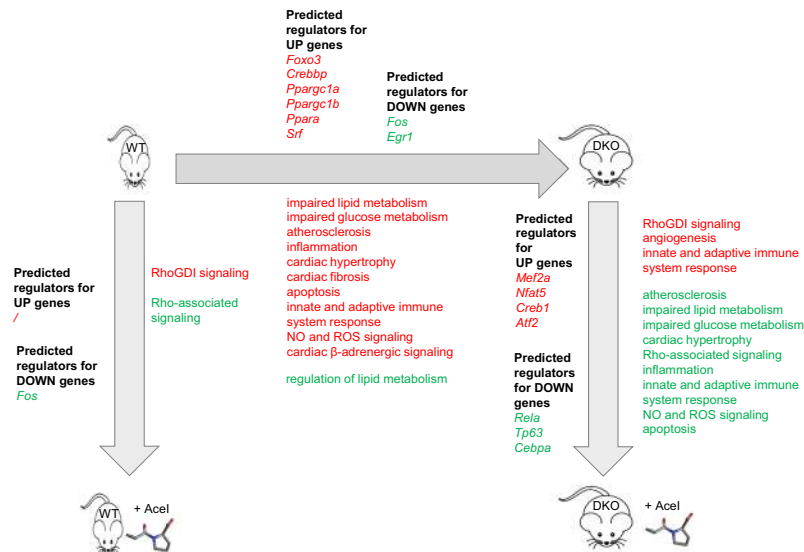 Predicted
regulators for
UP genes
Foxo3
Crebbp
Ppargc1a
Ppargc1b
Ppara
Srf
Predicted
regulators for
DOWN genes
Fos
Egr1
WT
DKO
impaired lipid metabolism
impaired glucose metabolism
atherosclerosis
inflammation
cardiac hypertrophy
cardiac fibrosis
apoptosis
innate and adaptive immune
system response
NO and ROS signaling
cardiac β-adrenergic signaling
regulation of lipid metabolism
Predicted
regulators for
UP genes
/
Predicted
regulators for
DOWN genes
Fos
RhoGDI signaling
Rho-associated
signaling
Predicted
regulators
for
UP genes
Mef2a
Nfat5
Creb1
Atf2
Predicted
regulators
for DOWN
genes
Rela
Tp63
Cebpa
RhoGDI signaling
angiogenesis
innate and adaptive immune
system response
atherosclerosis
impaired lipid metabolism
impaired glucose metabolism
cardiac hypertrophy
Rho-associated signaling
inflammation
innate and adaptive immune
system response
NO and ROS signaling
apoptosis
WT
+ AceI
DKO
+ AceI